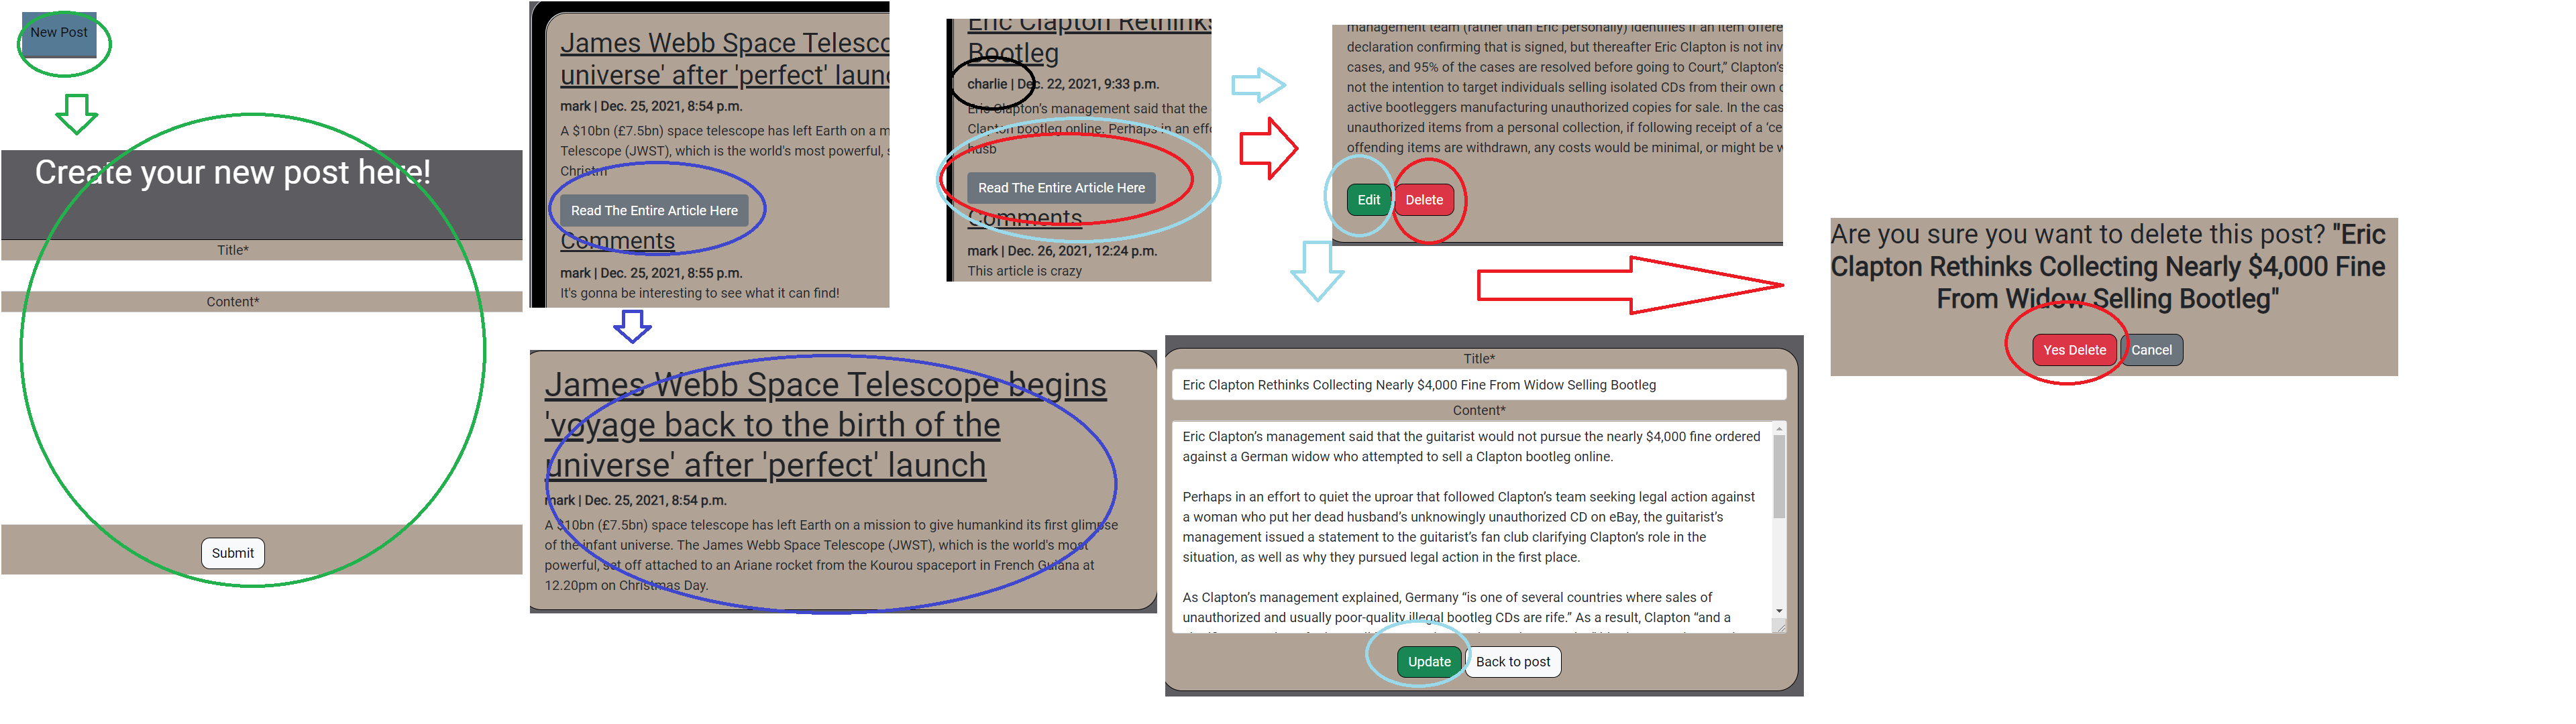 New Post
Create your new post here!
Title*
Content*
Submit
James Webb Space Telesco
universe' after 'perfect' laun
mark | Dec. 25, 2021, 8:54 p.m.
A $10bn (£7.5bn) space telescope has left Earth on a m
Telescope (JWST), which is the world's most powerful, s
Christm
Read The Entire Article Here
Comments
mark | Dec. 25, 2021, 8:55 p.m.
It's gonna be interesting to see what it can find!
James Webb Space Telescope begins
'voyage back to the birth of the
universe' after 'perfect' launch
mark | Dec. 25, 2021, 8:54 p.m.
A $10bn (£7.5bn) space telescope has left Earth on a mission to give humankind its first glimpse
of the infant universe. The James Webb Space Telescope (JWST), which is the world's most
powerful, set off attached to an Ariane rocket from the Kourou spaceport in French Guiana at
12.20pm on Christmas Day.
Eric Clapton Rethinks
Bootleg
charlie | Dec. 22, 2021, 9:33 p.m.
Eric Clapton's management said that the
Clapton bootleg online. Perhaps in an effo
husb
Read The Entire Article Here
Comments
mark | Dec. 26, 2021, 12:24 p.m.
This article is crazy
management team (rather than Eric personally) identifies if an item offere
declaration confirming that is signed, but thereafter Eric Clapton is not inv
cases, and 95% of the cases are resolved before going to Court,” Clapton's
not the intention to target individuals selling isolated CDs from their own c
active bootleggers manufacturing unauthorized copies for sale. In the cas
unauthorized items from a personal collection, if following receipt of a ‘ce
offending items are withdrawn, any costs would be minimal, or might be w
Edit Delete
Title*
Eric Clapton Rethinks Collecting Nearly $4,000 Fine From Widow Selling Bootleg
Content*
Eric Clapton’s management said that the guitarist would not pursue the nearly $4,000 fine ordered
against a German widow who attempted to sell a Clapton bootleg online.
Perhaps in an effort to quiet the uproar that followed Clapton’s team seeking legal action against
a woman who put her dead husband’s unknowingly unauthorized CD on eBay, the guitarist’s
management issued a statement to the guitarist’s fan club clarifying Clapton’s role in the
situation, as well as why they pursued legal action in the first place.
As Clapton’s management explained, Germany “is one of several countries where sales of
unauthorized and usually poor-quality illegal bootleg CDs are rife.” As a result, Clapton “and a
Update Back to post
Are you sure you want to delete this post? "Eric
Clapton Rethinks Collecting Nearly $4,000 Fine
From Widow Selling Bootleg"
Yes Delete Cancel